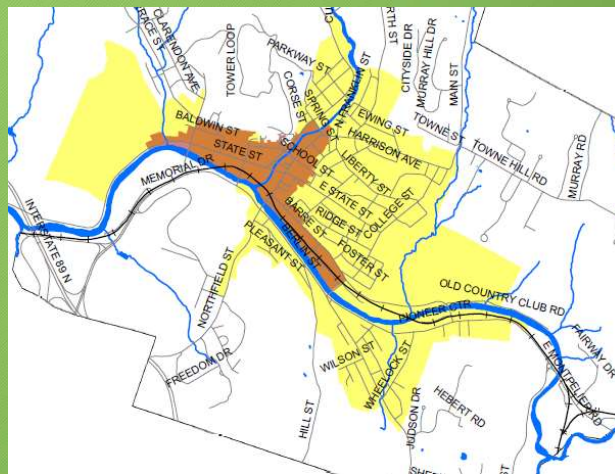 CLARENDON AVE
TOWER LOOP
PARKWAY ST
CORSE ST
SPRING ST
N FRANKLIN ST
CITYSIDE DR
MURRAY HILL DR
MAIN ST
EWING ST
TOWNE ST
TOWNE HILL RD
MURRAY RD
HARRISON AVE
BALDWIN ST
STATE ST
SCHOOL ST
LIBERTY ST
MEMORIAL DR
E STATE ST
COLLEGE ST
RIDGE ST
BARRE ST
FOSTER ST
BERLIN ST
PLEASANT ST
INTERSTATE 89 N
NORTHFIELD ST
OLD COUNTRY CLUB RD
PIONEER CTR
FAIRWAY DR
E MONTPELIER RD
WILSON ST
WHEELOCK ST
FREEDOM DR
HEBERT RD
HILL ST
JUDSON DR